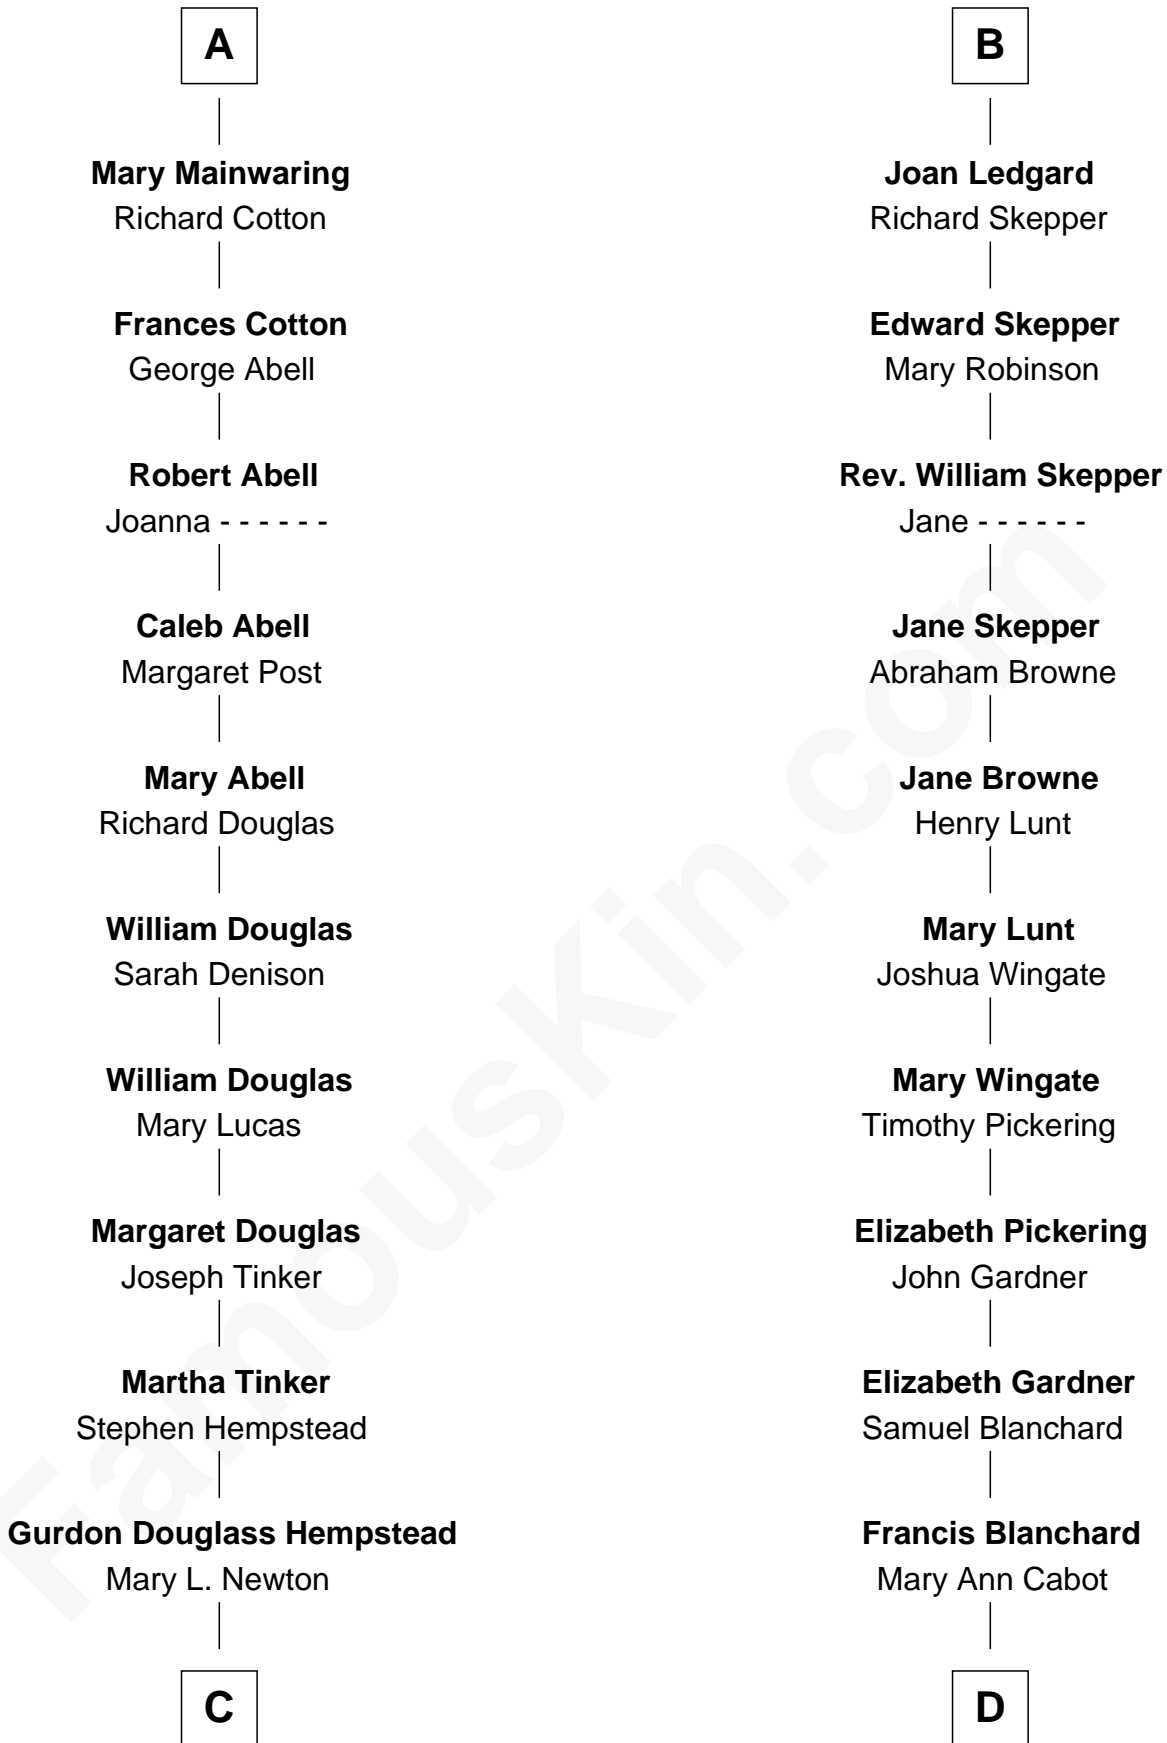 A
Mary Mainwaring
Richard Cotton
Frances Cotton
George Abell
Robert Abell
Joanna - - - - - -
Caleb Abell
Margaret Post
Mary Abell
Richard Douglas
William Douglas
Sarah Denison
William Douglas
Mary Lucas
Margaret Douglas
Joseph Tinker
Martha Tinker
Stephen Hempstead
Gurdon Douglass Hempstead
Mary L. Newton
C
B
Joan Ledgard
Richard Skepper
Edward Skepper
Mary Robinson
Rev. William Skepper
Jane - - - - - -
Jane Skepper
Abraham Browne
Jane Browne
Henry Lunt
Mary Lunt
Joshua Wingate
Mary Wingate
Timothy Pickering
Elizabeth Pickering
John Gardner
Elizabeth Gardner
Samuel Blanchard
Francis Blanchard
Mary Ann Cabot
D
FamousKin.com